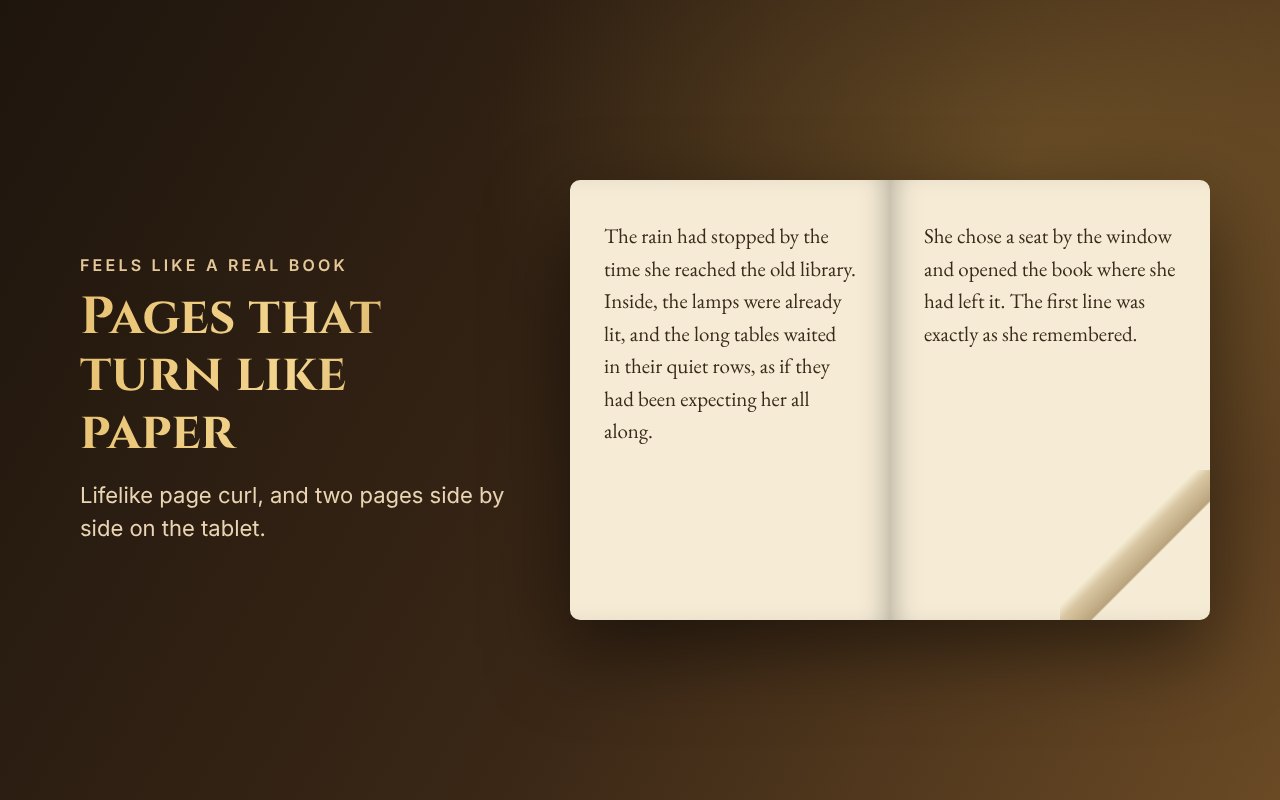 FEELS LIKE A REAL BOOK
PAGES THAT
TURN LIKE
PAPER
Lifelike page curl, and two pages side by
side on the tablet.
The rain had stopped by the
time she reached the old library.
Inside, the lamps were already
lit, and the long tables waited
in their quiet rows, as if they
had been expecting her all
along.
She chose a seat by the window
and opened the book where she
had left it. The first line was
exactly as she remembered.